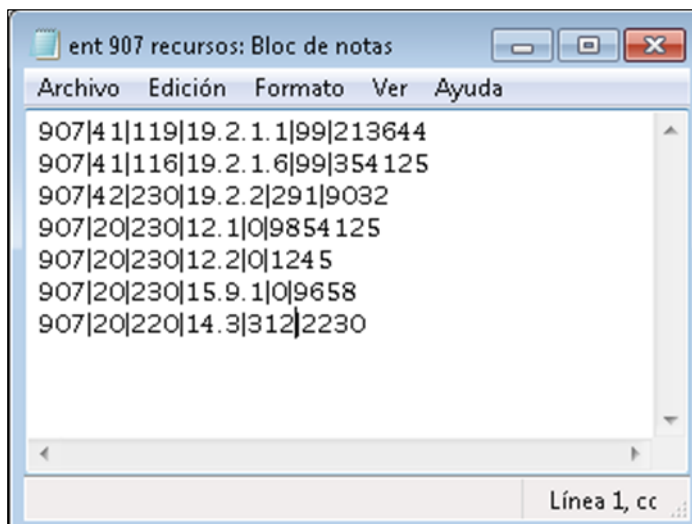 ent 907 recursos: Bloc de notas
Archivo Edición Formato Ver Ayuda
907|41|119|19.2.1.1|99|213644
907|41|116|19.2.1.6|99|354125
907|42|230|19.2.2|291|9032
907|20|230|12.1|0|9854125
907|20|230|12.2|0|1245
907|20|230|15.9.1|0|9658
907|20|220|14.3|312|2230
Línea 1, cc